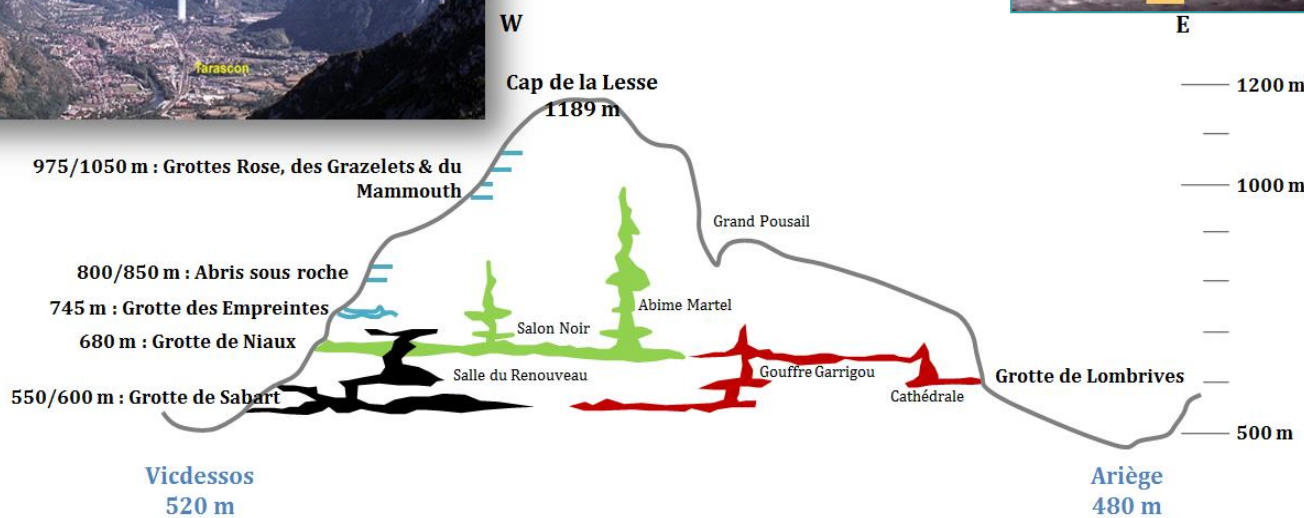 Tarascon
W
E
Cap de la Lesse
1189 m
1200 m
975/1050 m : Grottes Rose, des Grazelets & du
Mammouth
1000 m
Grand Pousail
800/850 m : Abris sous roche
745 m : Grotte des Empreintes
Abime Martel
Salon Noir
680 m : Grotte de Niaux
Salle du Renouveau
Gouffre Garrigou
Grotte de Lombrives
550/600 m : Grotte de Sabart
Cathédrale
500 m
Vicdessos
520 m
Ariège
480 m